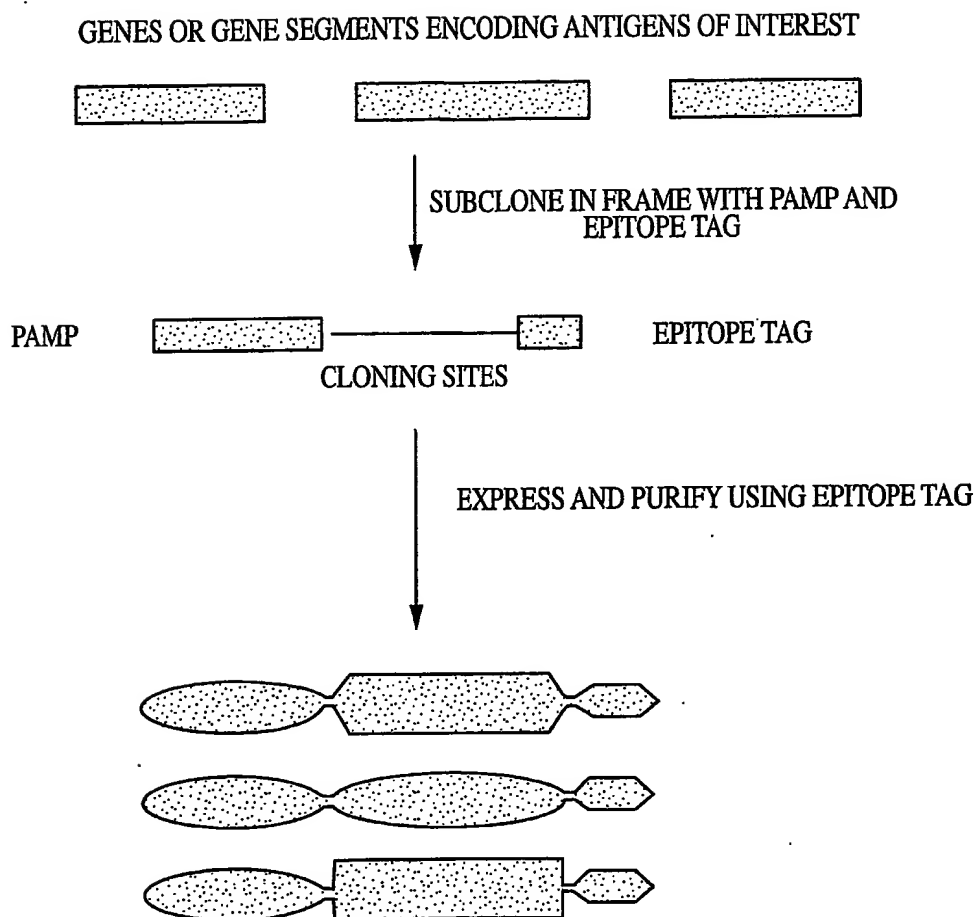 GENES OR GENE SEGMENTS ENCODING ANTIGENS OF INTEREST
SUBCLONE IN FRAME WITH PAMP AND
EPITOPE TAG
PAMP
EPITOPE TAG
CLONING SITES
EXPRESS AND PURIFY USING EPITOPE TAG